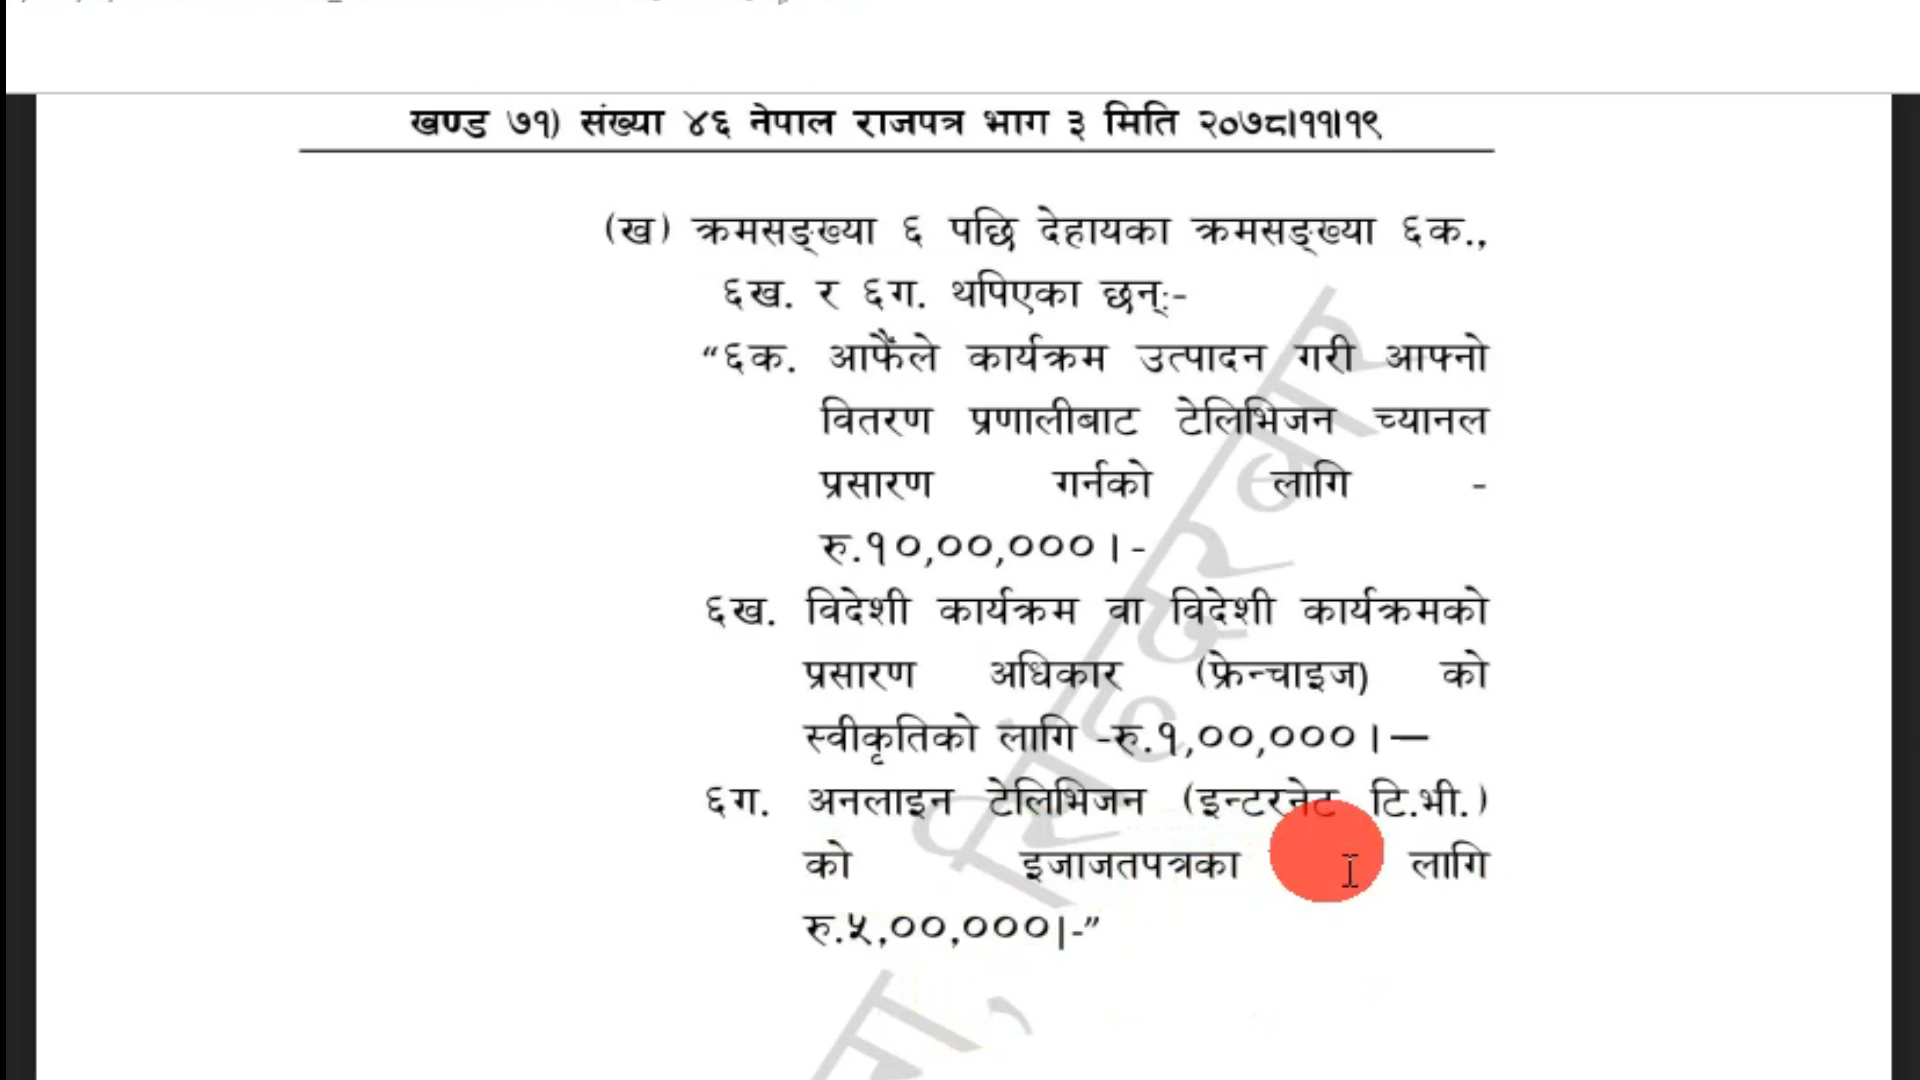 खण्ड ७१) संख्या ४६ नेपाल राजपत्र भाग ३ मिति २०७८।११।१९
(ख) क्रमसङ्ख्या ६ पछि देहायका क्रमसङ्ख्या ६क.,
६ख. र ६ग. थपिएका छन्:-
“६क. आफैंले कार्यक्रम उत्पादन गरी आफ्नो
वितरण प्रणालीबाट टेलिभिजन च्यानल
प्रसारण गर्नको लागि -
रु.१०,००,०००।-
६ख. विदेशी कार्यक्रम वा विदेशी कार्यक्रमको
प्रसारण अधिकार (फ्रेन्चाइज) को
स्वीकृतिको लागि -रु.१,००,०००।—
६ग. अनलाइन टेलिभिजन (इन्टरनेट टि.भी.)
को इजाजतपत्रका लागि
रु.५,००,०००|-”